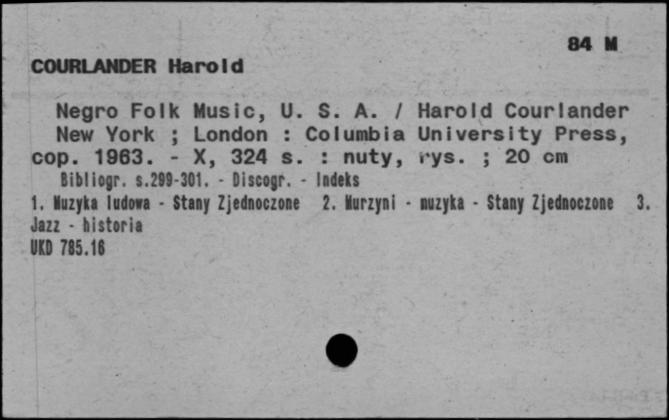 84 M
COURLANDER Harold
Negro Folk Music, U. S. A. / Harold Courlander
New York ; London : Columbia University Press,
cop. 1963. - X, 324 s. : nuty, rys. ; 20 cm
Bibliogr. s.299-301. - Discogr. - Indeks
1. Muzyka ludowa - Stany Zjednoczone 2. Murzyni - muzyka - Stany Zjednoczone 3.
Jazz - historia
UKD 785.16